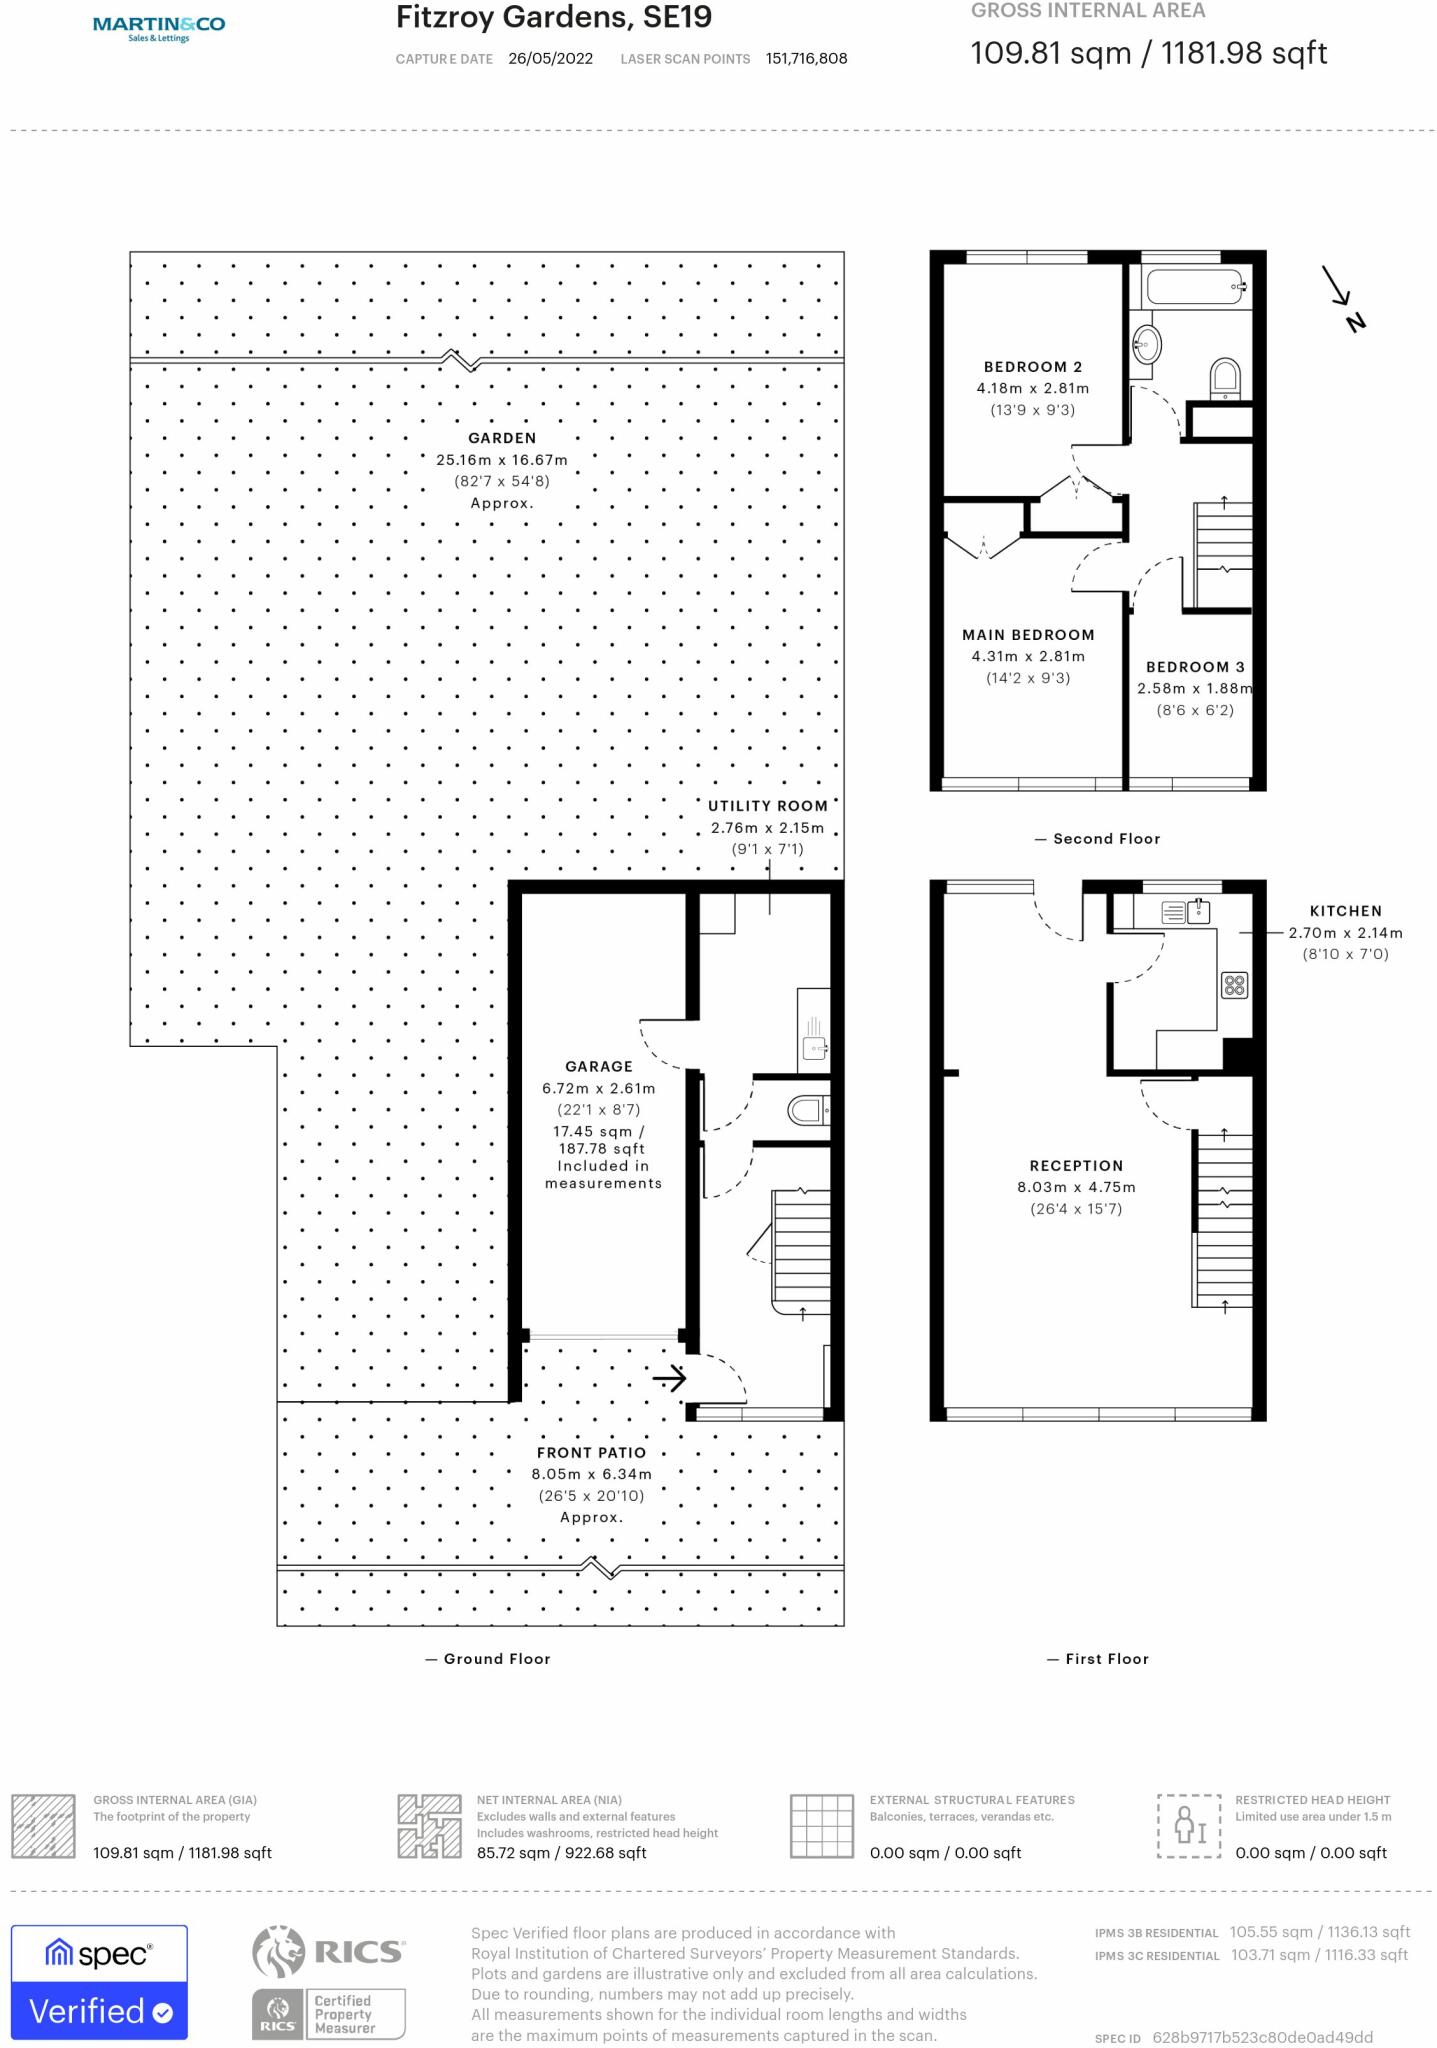 MARTIN&CO
Sales & Lettings
Fitzroy Gardens, SE19
CAPTURE DATE 26/05/2022 LASER SCAN POINTS 151,716,808
GROSS INTERNAL AREA
109.81 sqm / 1181.98 sqft
GARDEN
25.16m x 16.67m
(82'7 x 54'8)
Approx.
UTILITY ROOM
2.76m x 2.15m
(9'1 x 7'1)
GARAGE
6.72m x 2.61m
(22'1 x 8'7)
17.45 sqm /
187.78 sqft
Included in
measurements
FRONT PATIO
8.05m x 6.34m
(26'5 x 20'10)
Approx.
— Ground Floor
N
BEDROOM 2
4.18m x 2.81m
(13'9 x 9'3)
MAIN BEDROOM
4.31m x 2.81m
(14'2 x 9'3)
BEDROOM 3
2.58m x 1.88m
(8'6 x 6'2)
— Second Floor
KITCHEN
2.70m x 2.14m
(8'10 x 7'0)
RECEPTION
8.03m x 4.75m
(26'4 x 15'7)
— First Floor
GROSS INTERNAL AREA (GIA)
The footprint of the property
109.81 sqm / 1181.98 sqft
NET INTERNAL AREA (NIA)
Excludes walls and external features
Includes washrooms, restricted head height
85.72 sqm / 922.68 sqft
EXTERNAL STRUCTURAL FEATURES
Balconies, terraces, verandas etc.
0.00 sqm / 0.00 sqft
RESTRICTED HEAD HEIGHT
Limited use area under 1.5 m
0.00 sqm / 0.00 sqft
spec®
Verified
RICS®
RICS
Certified
Property
Measurer
Spec Verified floor plans are produced in accordance with
Royal Institution of Chartered Surveyors' Property Measurement Standards.
Plots and gardens are illustrative only and excluded from all area calculations.
Due to rounding, numbers may not add up precisely.
All measurements shown for the individual room lengths and widths
are the maximum points of measurements captured in the scan.
IPMS 3B RESIDENTIAL 105.55 sqm / 1136.13 sqft
IPMS 3C RESIDENTIAL 103.71 sqm / 1116.33 sqft
SPEC ID 628b9717b523c80de0ad49dd